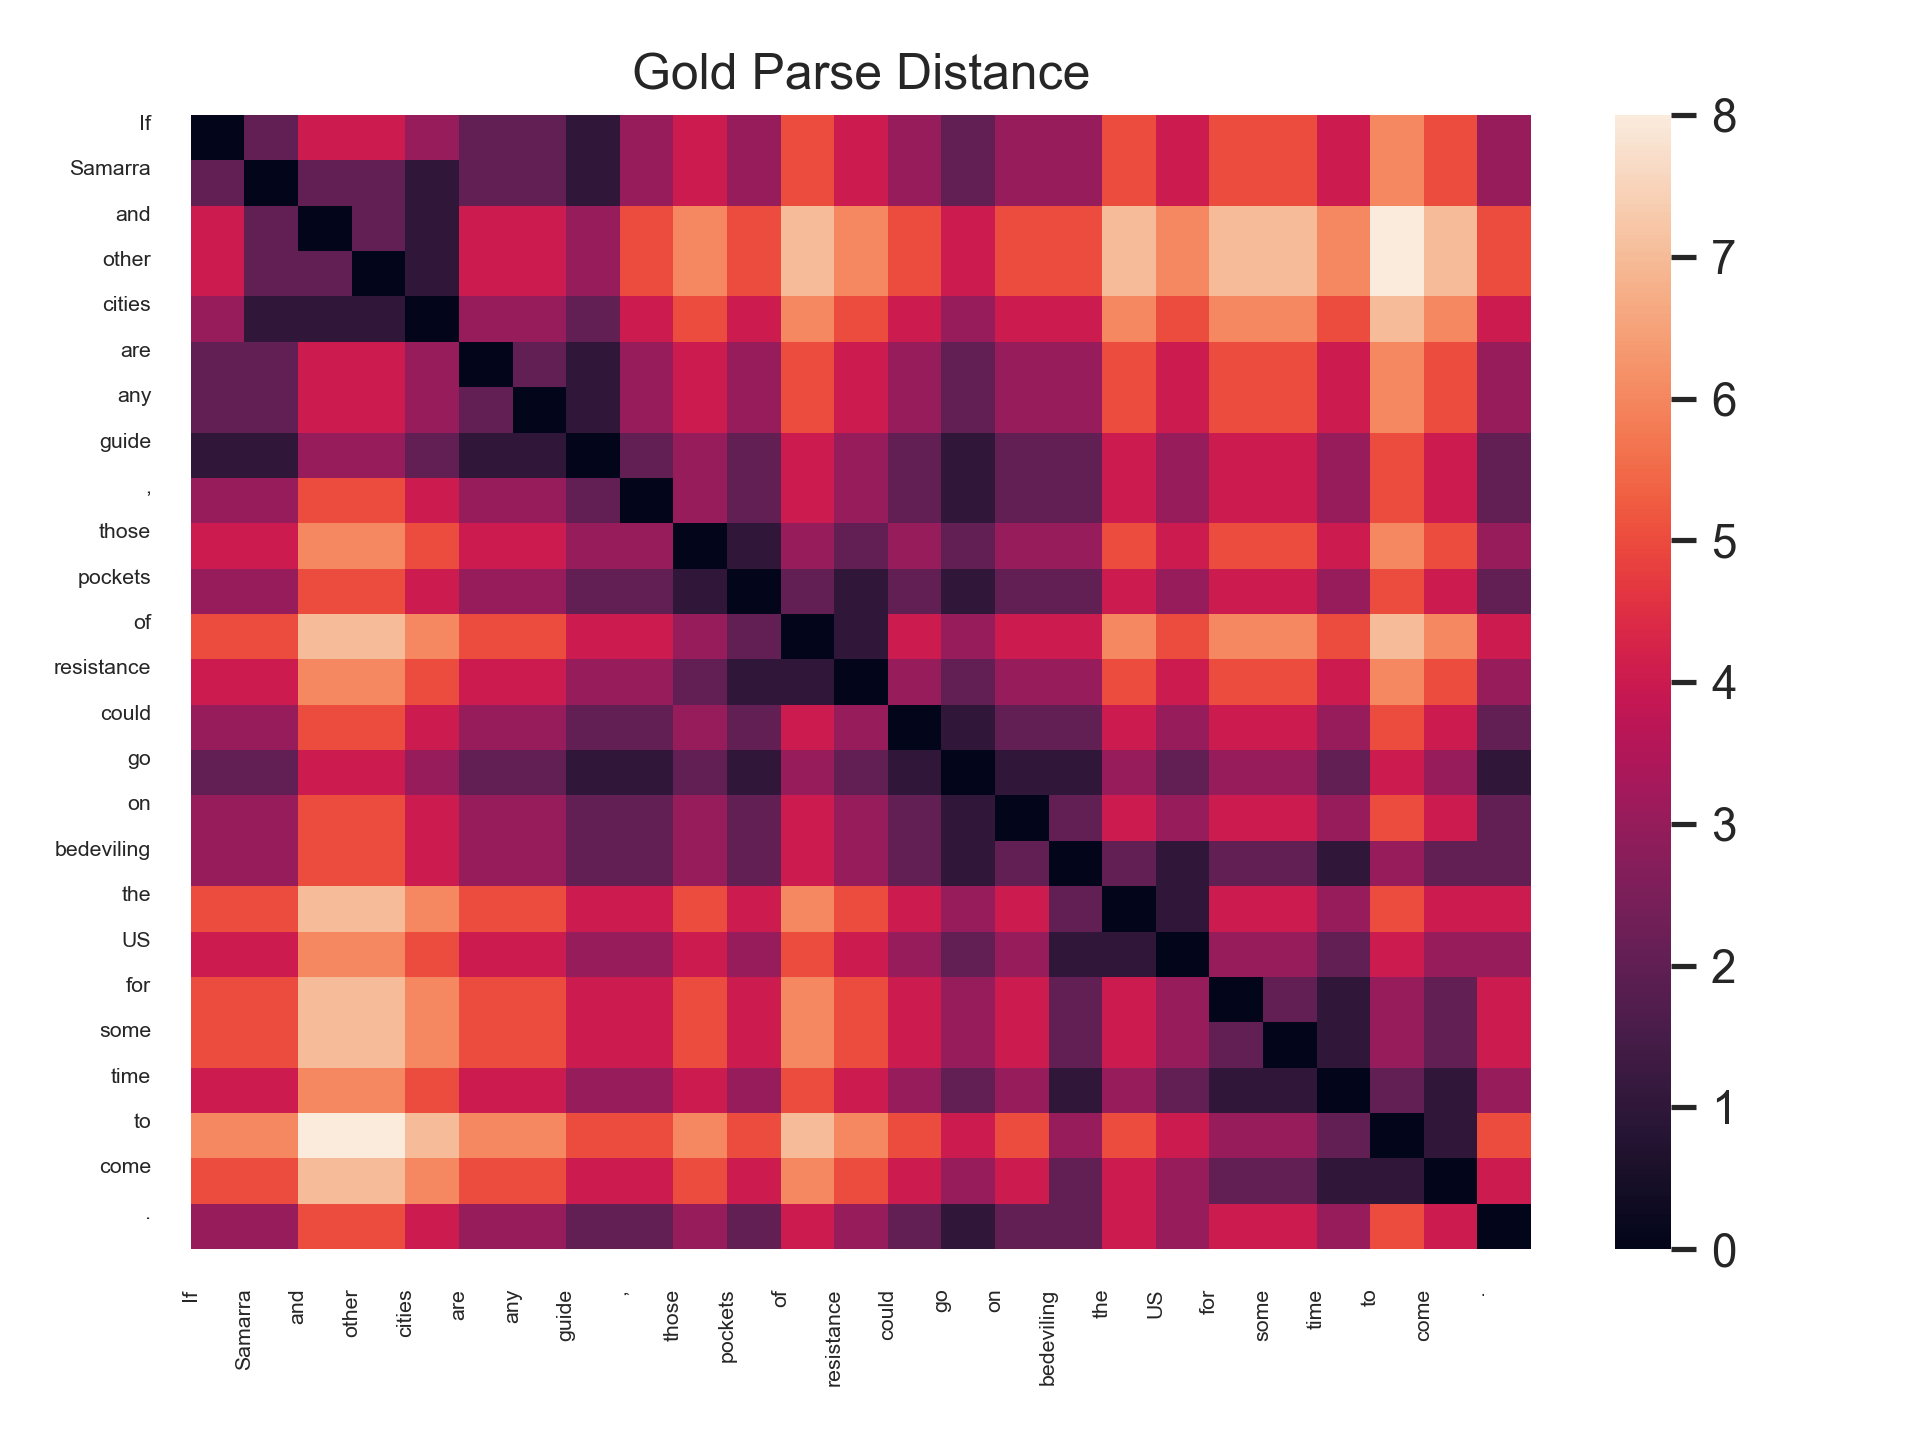 Gold Parse Distance
If
Samarra
and
other
cities
are
any
guide
,
those
pockets
of
resistance
could
go
on
bedeviling
the
US
for
some
time
to
come
.
If
Samarra
and
other
cities
are
any
guide
,
those
pockets
of
resistance
could
go
on
bedeviling
the
US
for
some
time
to
come
.
8
7
6
5
4
3
2
1
0